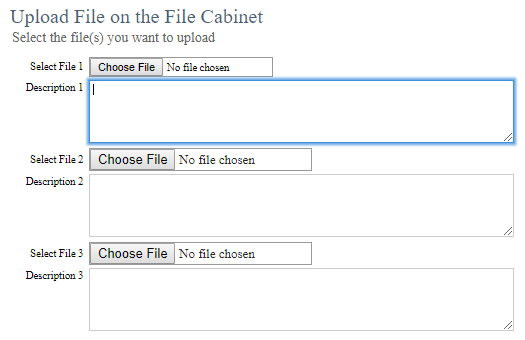 Upload File on the File Cabinet
Select the file(s) you want to upload
Select File 1 Choose File No file chosen
Description 1
Select File 2 Choose File No file chosen
Description 2
Select File 3 Choose File No file chosen
Description 3